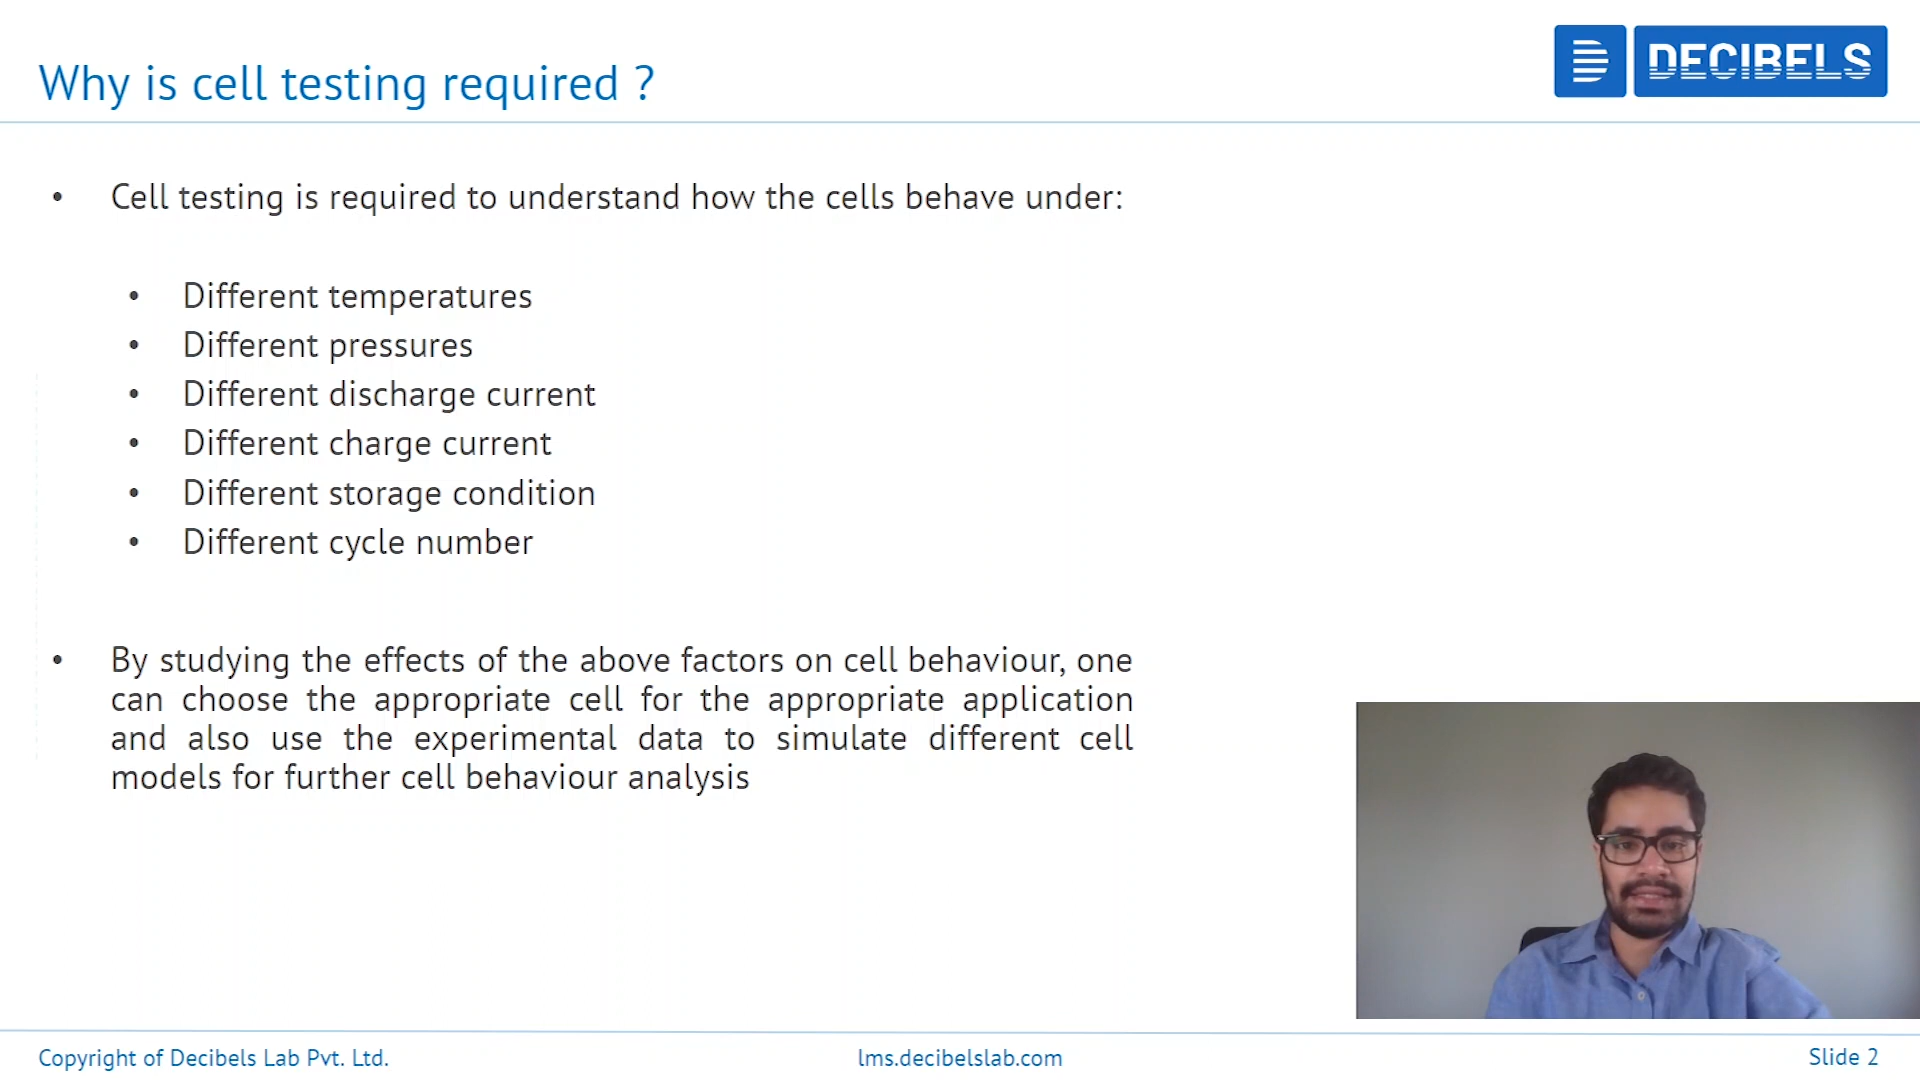 Why is cell testing required ?
DECIBELS
• Cell testing is required to understand how the cells behave under:
• Different temperatures
• Different pressures
• Different discharge current
• Different charge current
• Different storage condition
• Different cycle number
• By studying the effects of the above factors on cell behaviour, one
can choose the appropriate cell for the appropriate application
and also use the experimental data to simulate different cell
models for further cell behaviour analysis
Copyright of Decibels Lab Pvt. Ltd.
lms.decibelslab.com
Slide 2